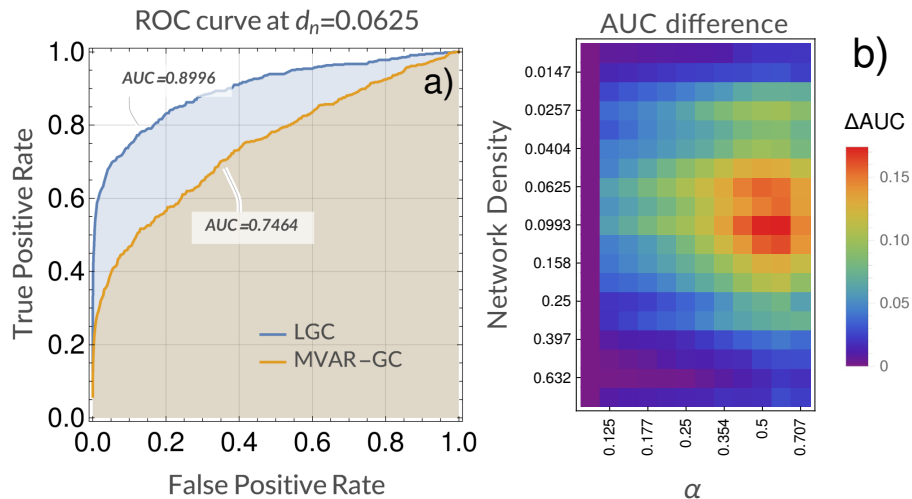 ROC curve at dn=0.0625
1.0
0.8
0.6
0.4
0.2
0.0
True Positive Rate
AUC=0.8996
a)
AUC=0.7464
LGC
MVAR–GC
0.0 0.2 0.4 0.6 0.8 1.0
False Positive Rate
AUC difference
b)
Network Density
0.0147
0.0257
0.0404
0.0625
0.0993
0.158
0.25
0.397
0.632
0.125 0.177 0.25 0.354 0.5 0.707
α
ΔAUC
0.15
0.10
0.05
0